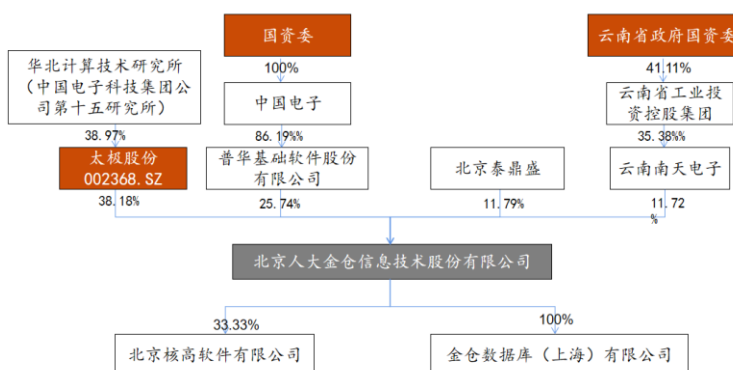 国资委
云南省政府国资委
华北计算技术研究所
（中国电子科技集团公
司第十五研究所）
100%
41.11%
中国电子
云南省工业投
资控股集团
38.97%
86.19%%
35.38%%
太极股份
002368.SZ
普华基础软件股份
有限公司
北京泰鼎盛
云南南天电子
38.18%
25.74%
11.79%
11.72
%
北京人大金仓信息技术股份有限公司
33.33%
100%
北京核高软件有限公司
金仓数据库（上海）有限公司